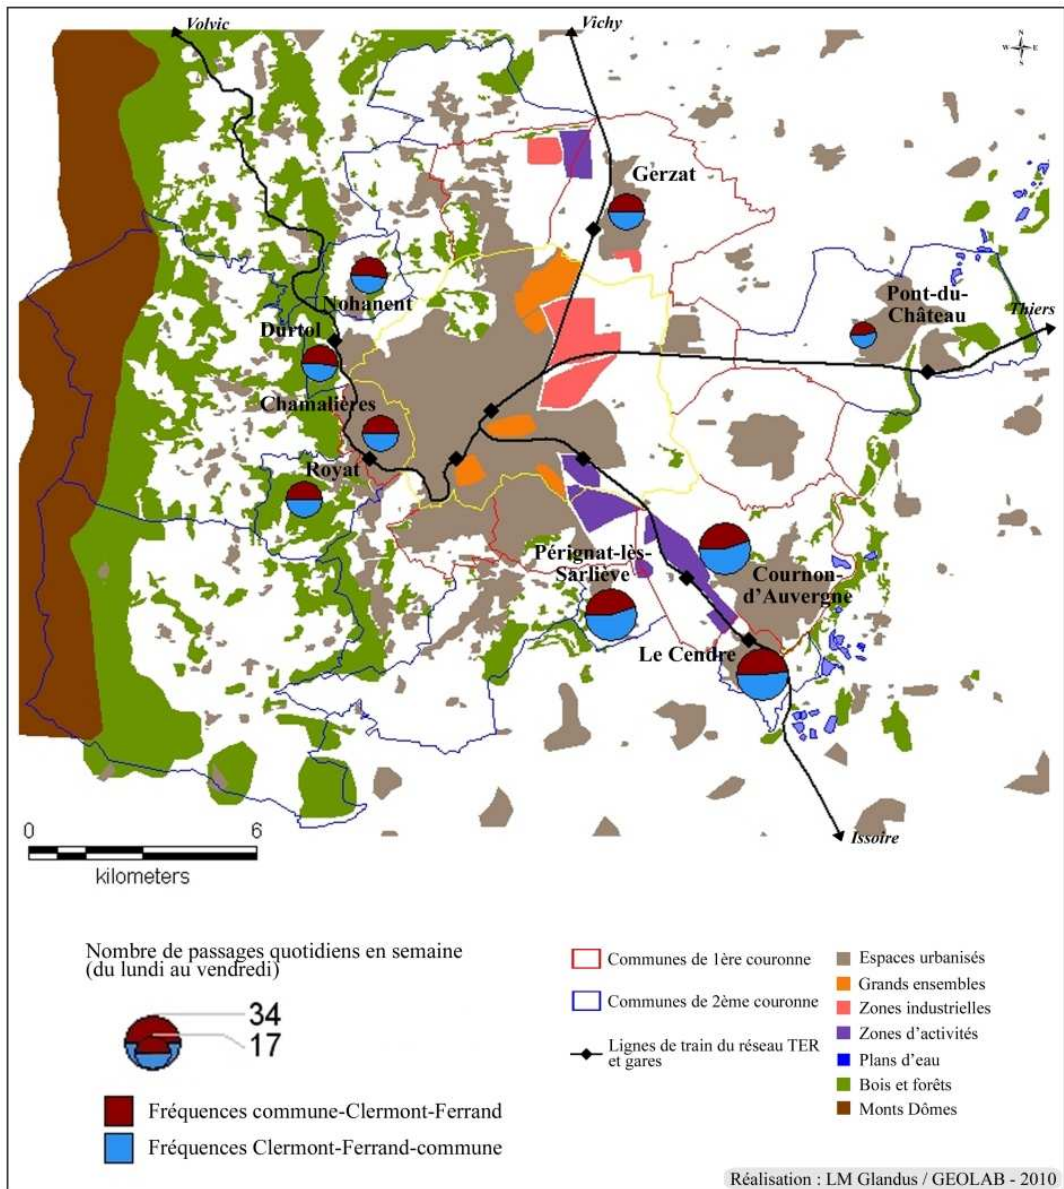 Volvic
Vichy
N
W E
S
Gerzat
Nohanent
Pont-du-
Château
Thiers
Durtol
Chamalières
Royat
Pérignat-lès-
Sarliève
Cournon-
d'Auvergne
Le Cendre
Issoire
0 6
kilometers
Nombre de passages quotidiens en semaine
(du lundi au vendredi)
34
17
Fréquences commune-Clermont-Ferrand
Fréquences Clermont-Ferrand-commune
Communes de 1ère couronne
Communes de 2ème couronne
Lignes de train du réseau TER
et gares
Espaces urbanisés
Grands ensembles
Zones industrielles
Zones d'activités
Plans d'eau
Bois et forêts
Monts Dômes
Réalisation : LM Glandus / GEOLAB - 2010